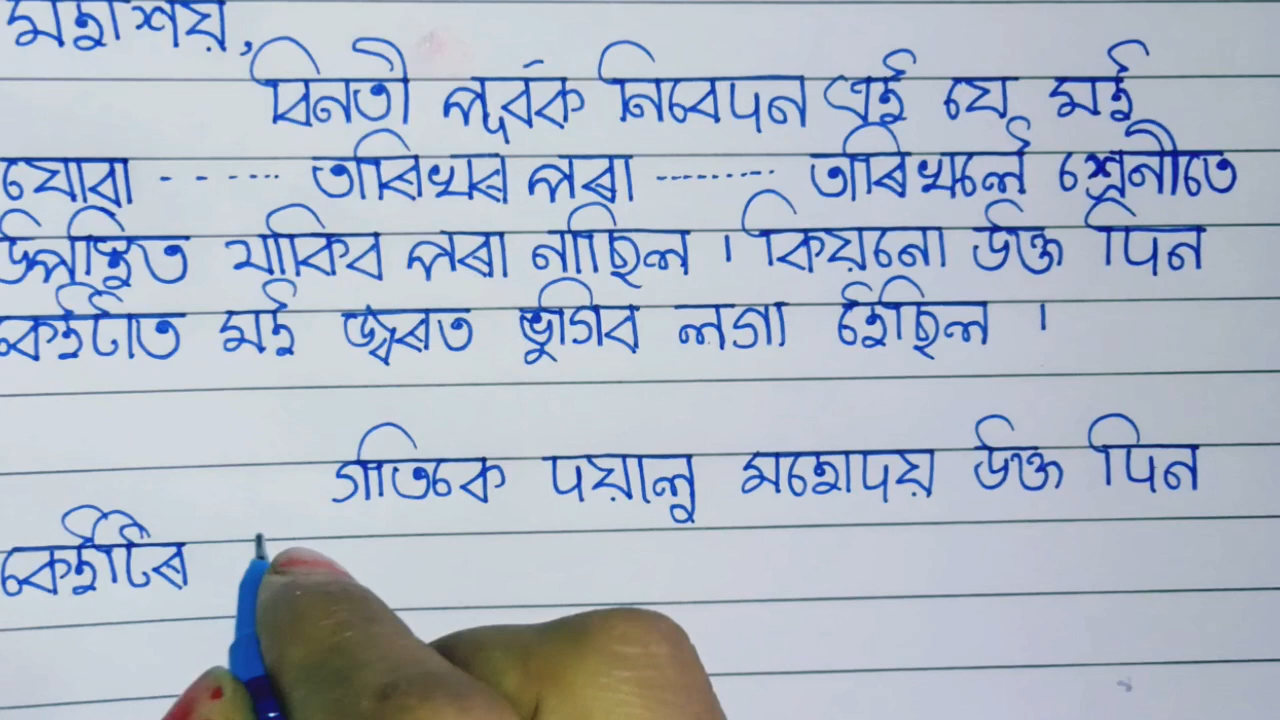 মহাশয়,
বিনতী পূৰ্বক নিবেদন এই যে মই
যোৱা ------ তাৰিখৰ পৰা -------- তাৰিখলৈ শ্ৰেনীতে
উপস্থিত থাকিব পৰা নাছিল। কিয়নো উক্ত দিন
কেইটাত মই জ্বৰত ভুগিব লগা হৈছিল।
গতিকে দয়ালু মহোদয় উক্ত দিন
কেইটিৰ